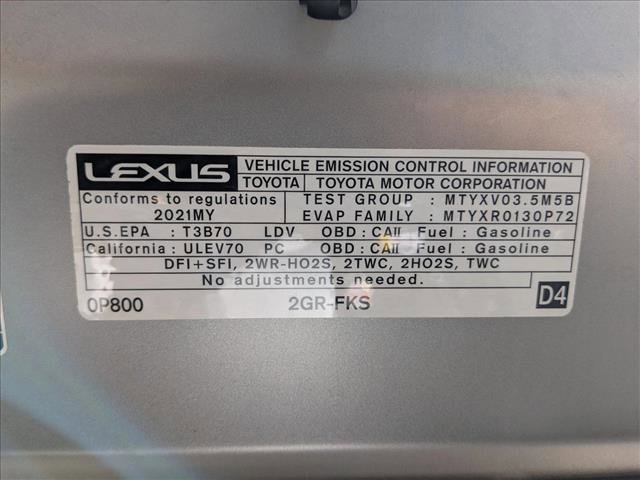 LEXUS VEHICLE EMISSION CONTROL INFORMATION
TOYOTA TOYOTA MOTOR CORPORATION
Conforms to regulations TEST GROUP : MTYXV03.5M5B
2021MY EVAP FAMILY : MTYXR0130P72
U.S.EPA : T3B70 LDV OBD : CAII Fuel : Gasoline
California : ULEV70 PC OBD : CAII Fuel : Gasoline
DFI+SFI, 2WR-HO2S, 2TWC, 2HO2S, TWC
No adjustments needed.
0P800 2GR-FKS D4